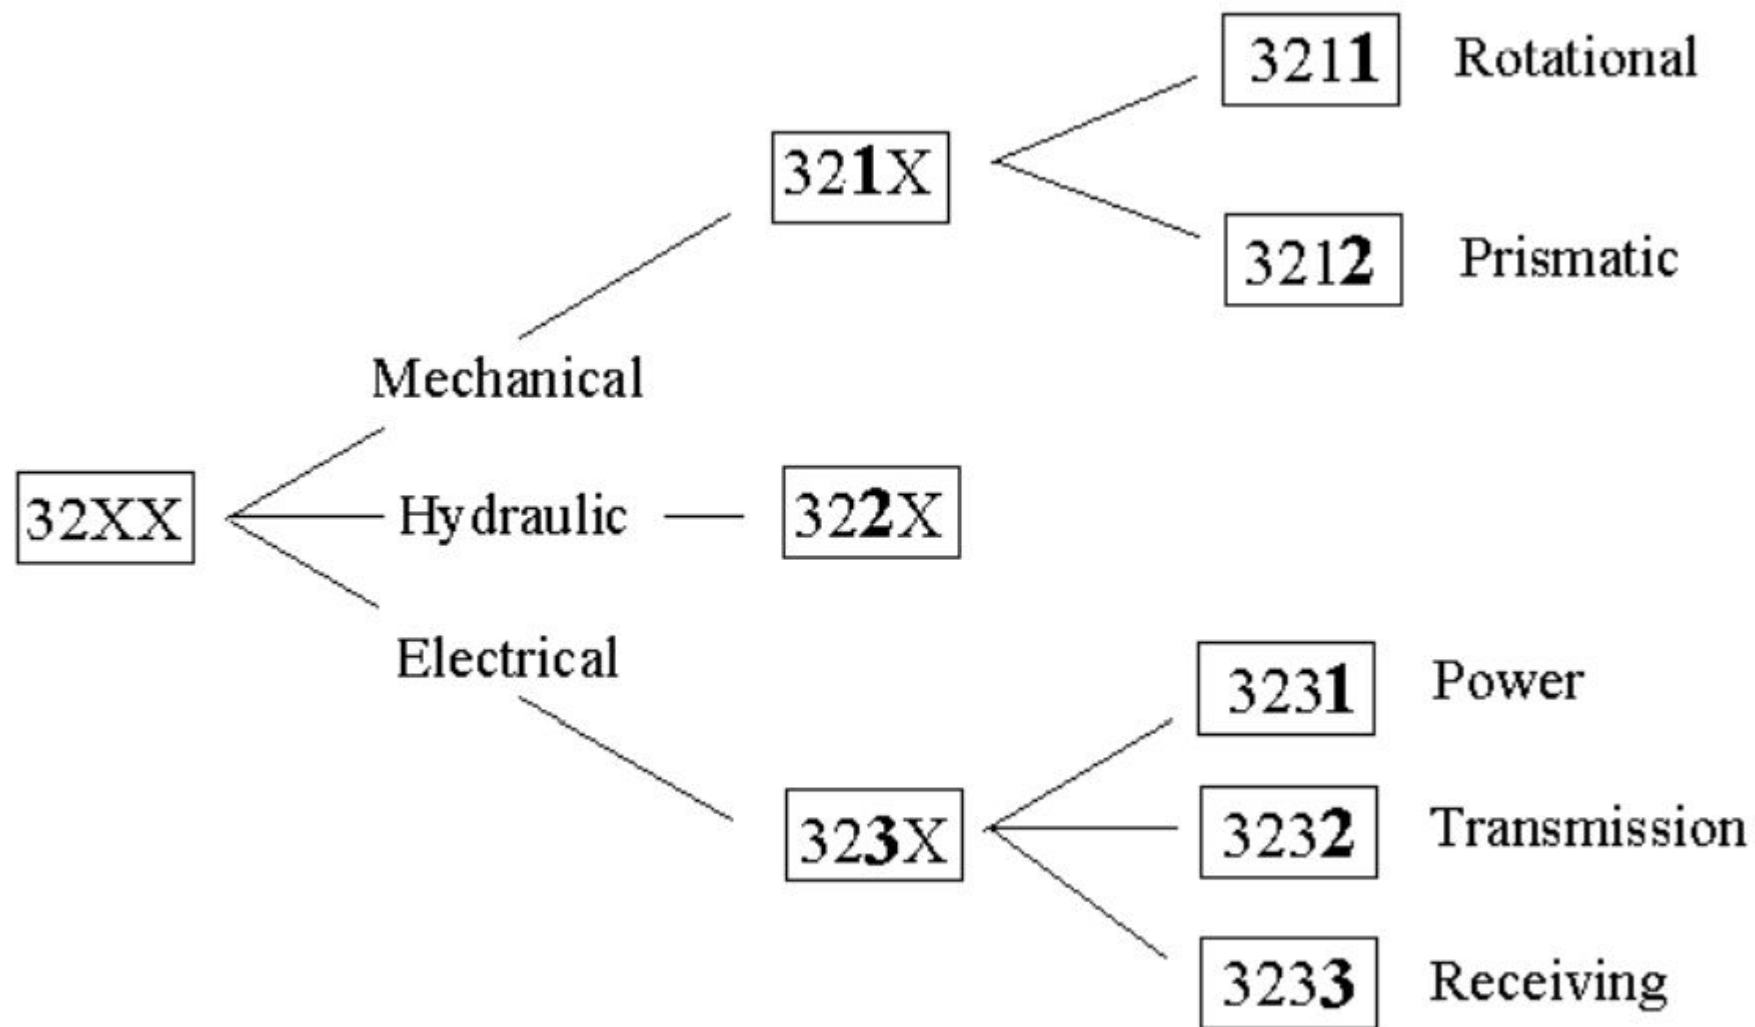 3211 Rotational
321X
3212 Prismatic
Mechanical
32XX
Hydraulic
322X
Electrical
3231 Power
323X
3232 Transmission
3233 Receiving